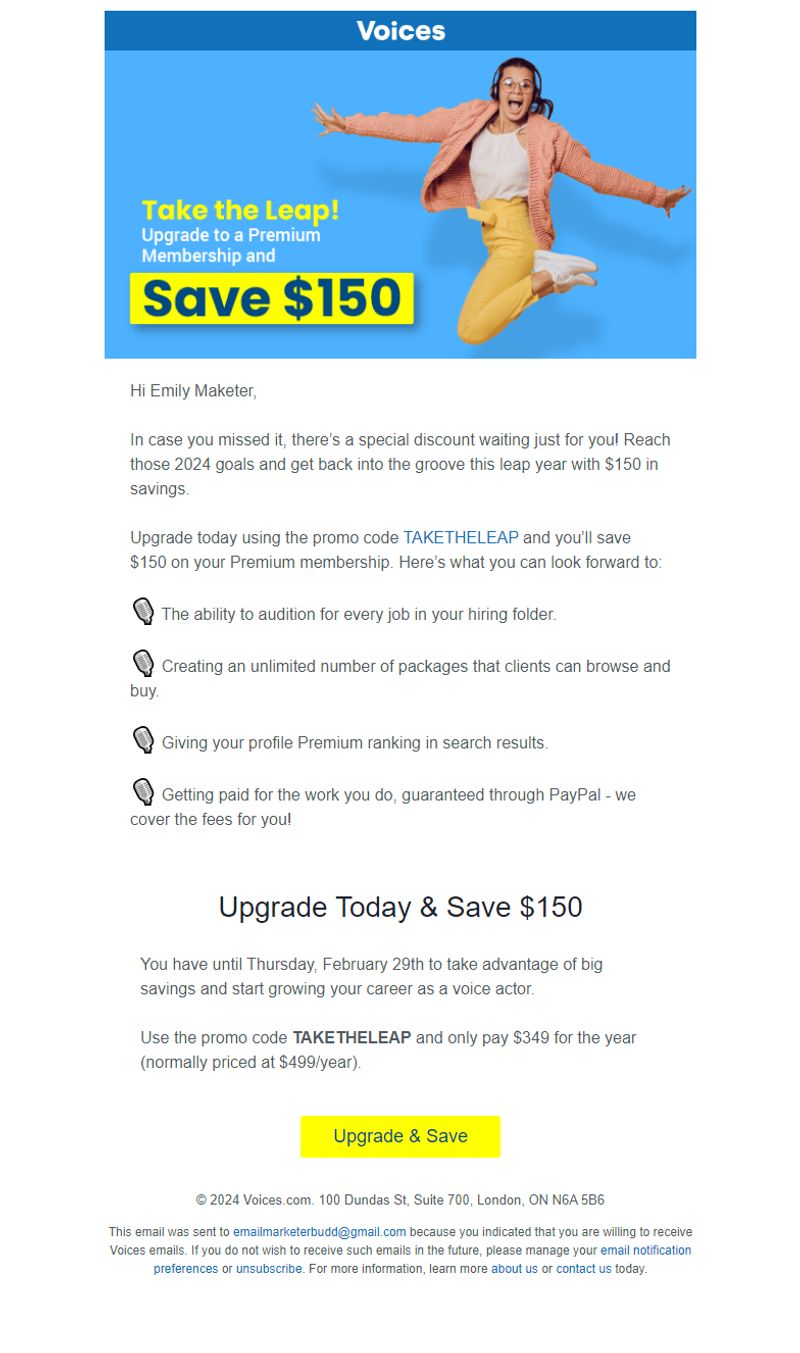 Voices
Take the Leap!
Upgrade to a Premium
Membership and
Save $150
Hi Emily Maketer,
In case you missed it, there’s a special discount waiting just for you! Reach
those 2024 goals and get back into the groove this leap year with $150 in
savings.
Upgrade today using the promo code TAKETHELEAP and you’ll save
$150 on your Premium membership. Here’s what you can look forward to:
The ability to audition for every job in your hiring folder.
Creating an unlimited number of packages that clients can browse and
buy.
Giving your profile Premium ranking in search results.
Getting paid for the work you do, guaranteed through PayPal - we
cover the fees for you!
Upgrade Today & Save $150
You have until Thursday, February 29th to take advantage of big
savings and start growing your career as a voice actor.
Use the promo code TAKETHELEAP and only pay $349 for the year
(normally priced at $499/year).
Upgrade & Save
© 2024 Voices.com. 100 Dundas St, Suite 700, London, ON N6A 5B6
This email was sent to emailmarketerbudd@gmail.com because you indicated that you are willing to receive
Voices emails. If you do not wish to receive such emails in the future, please manage your email notification
preferences or unsubscribe. For more information, learn more about us or contact us today.